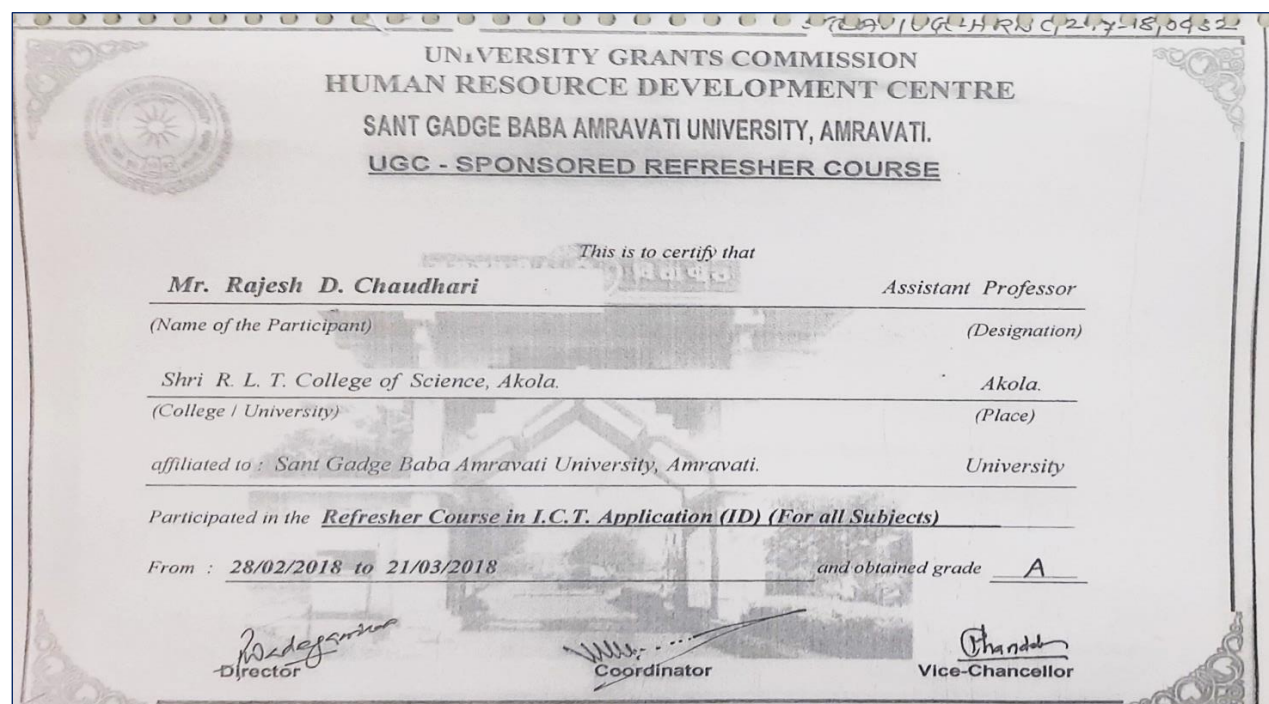 UNIVERSITY GRANTS COMMISSION
HUMAN RESOURCE DEVELOPMENT CENTRE
SANT GADGE BABA AMRAVATI UNIVERSITY, AMRAVATI.
UGC - SPONSORED REFRESHER COURSE
This is to certify that
Mr. Rajesh D. Chaudhari Assistant Professor
(Name of the Participant) (Designation)
Shri R. L. T. College of Science, Akola. Akola.
(College / University) (Place)
affiliated to : Sant Gadge Baba Amravati University, Amravati. University
Participated in the Refresher Course in I.C.T. Application (ID) (For all Subjects)
From : 28/02/2018 to 21/03/2018 and obtained grade A
Director Coordinator Vice-Chancellor